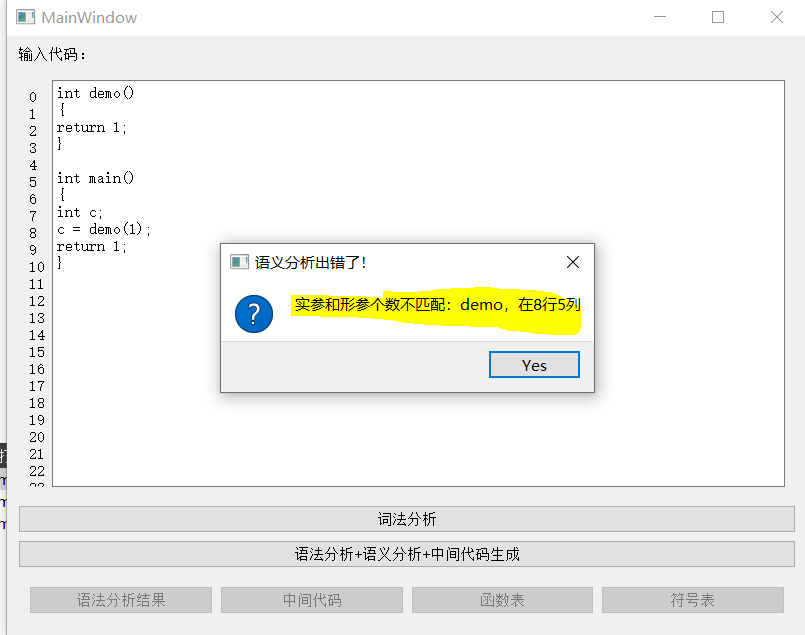 MainWindow
输入代码：
0 int demo()
1 {
2 return 1;
3 }
4
5 int main()
6 {
7 int c;
8 c = demo(1);
9 return 1;
10 }
11
12
13
14
15
16
17
18
19
20
21
22
语义分析出错了!
实参和形参个数不匹配：demo，在8行5列
Yes
词法分析
语法分析+语义分析+中间代码生成
语法分析结果 中间代码 函数表 符号表